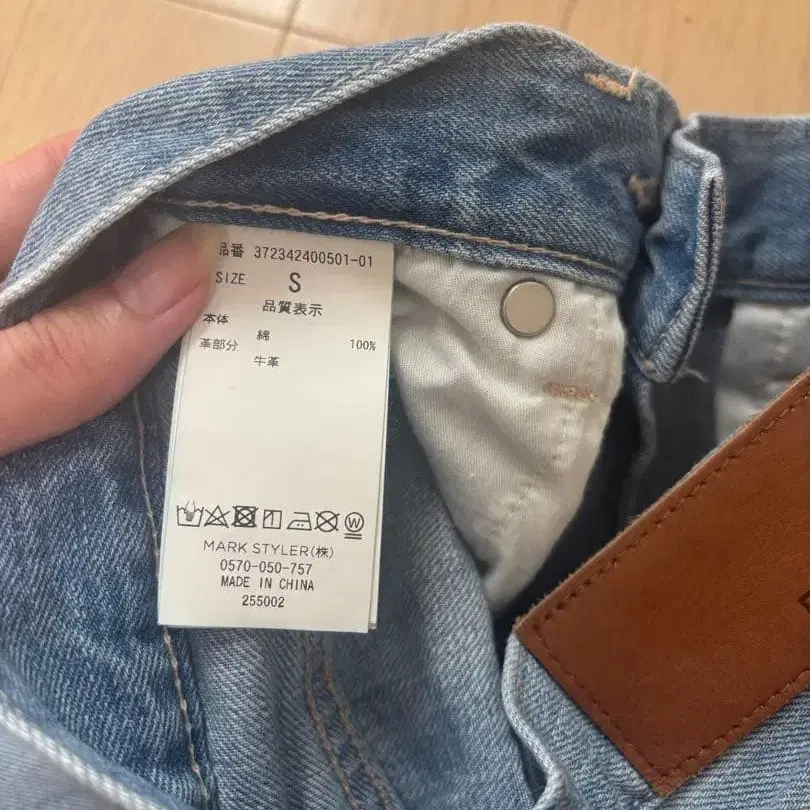 品番 372342400501-01
SIZE S
品質表示
本体 綿 100%
革部分 牛革
W
MARK STYLER(株)
0570-050-757
MADE IN CHINA
255002